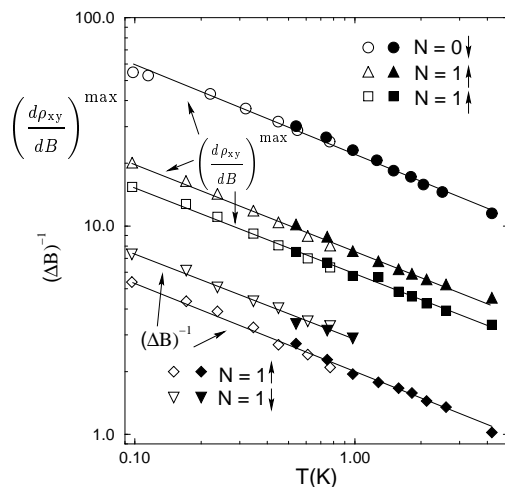 100.0
○ ● N = 0↓
△ ▲ N = 1↑
□ ■ N = 1↑
(dρxy/dB)^max
(dρxy/dB)^max
10.0
(ΔB)⁻¹
(ΔB)⁻¹
◇ ◆ N = 1↑
▽ ▼ N = 1↓
1.0
0.10 1.00
T(K)